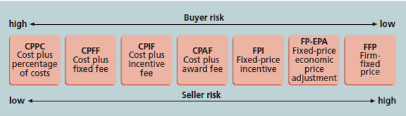 Buyer risk
high
low
CPPC
Cost plus
percentage
of costs
CPFF
Cost plus
fixed fee
CPIF
Cost plus
incentive
fee
CPAF
Cost plus
award fee
FPI
Fixed-price
incentive
FP-EPA
Fixed-price
economic
price
adjustment
FFP
Firm-
fixed
price
low
Seller risk
high